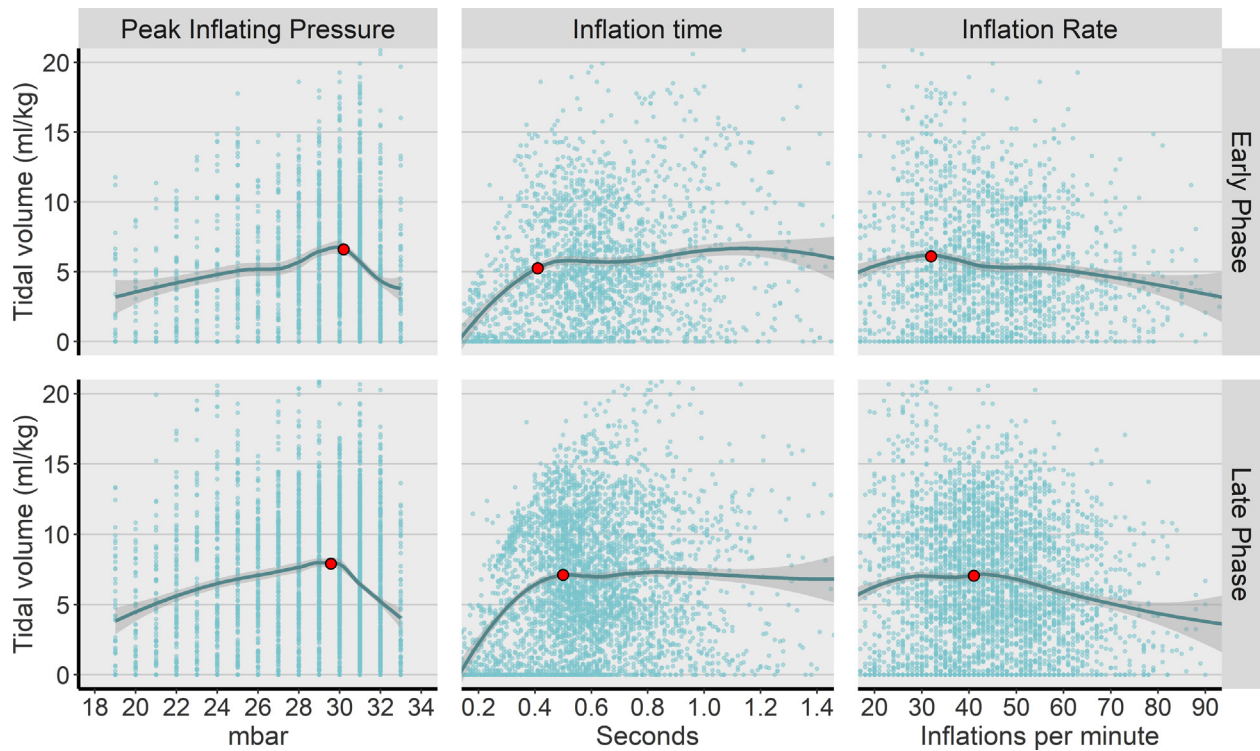 Peak Inflating Pressure
Inflation time
Inflation Rate
Tidal volume (ml/kg)
20
15
10
5
0
Early Phase
Tidal volume (ml/kg)
20
15
10
5
0
Late Phase
18 20 22 24 26 28 30 32 34
0.2 0.4 0.6 0.8 1.0 1.2 1.4
20 30 40 50 60 70 80 90
mbar
Seconds
Inflations per minute